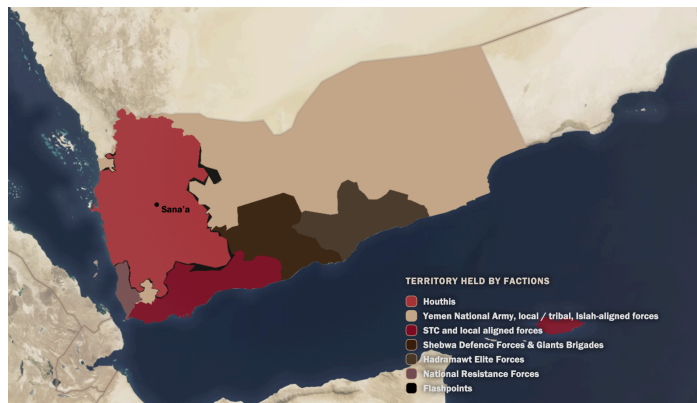 Sana'a
TERRITORY HELD BY FACTIONS
Houthis
Yemen National Army, local / tribal, Islah-aligned forces
STC and local aligned forces
Shebwa Defence Forces & Giants Brigades
Hadramawt Elite Forces
National Resistance Forces
Flashpoints